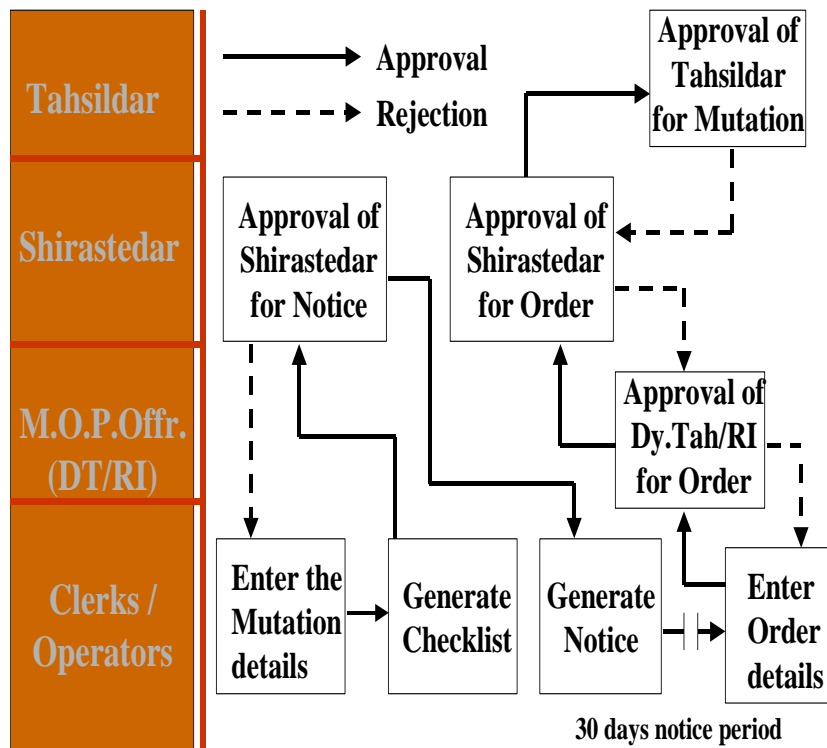 Tahsildar
Shirastedar
M.O.P.Offr.
(DT/RI)
Clerks /
Operators
Approval
Rejection
Approval of
Tahsildar
for Mutation
Approval of
Shirastedar
for Notice
Approval of
Shirastedar
for Order
Approval of
Dy.Tah/RI
for Order
Enter the
Mutation
details
Generate
Checklist
Generate
Notice
Enter
Order
details
30 days notice period